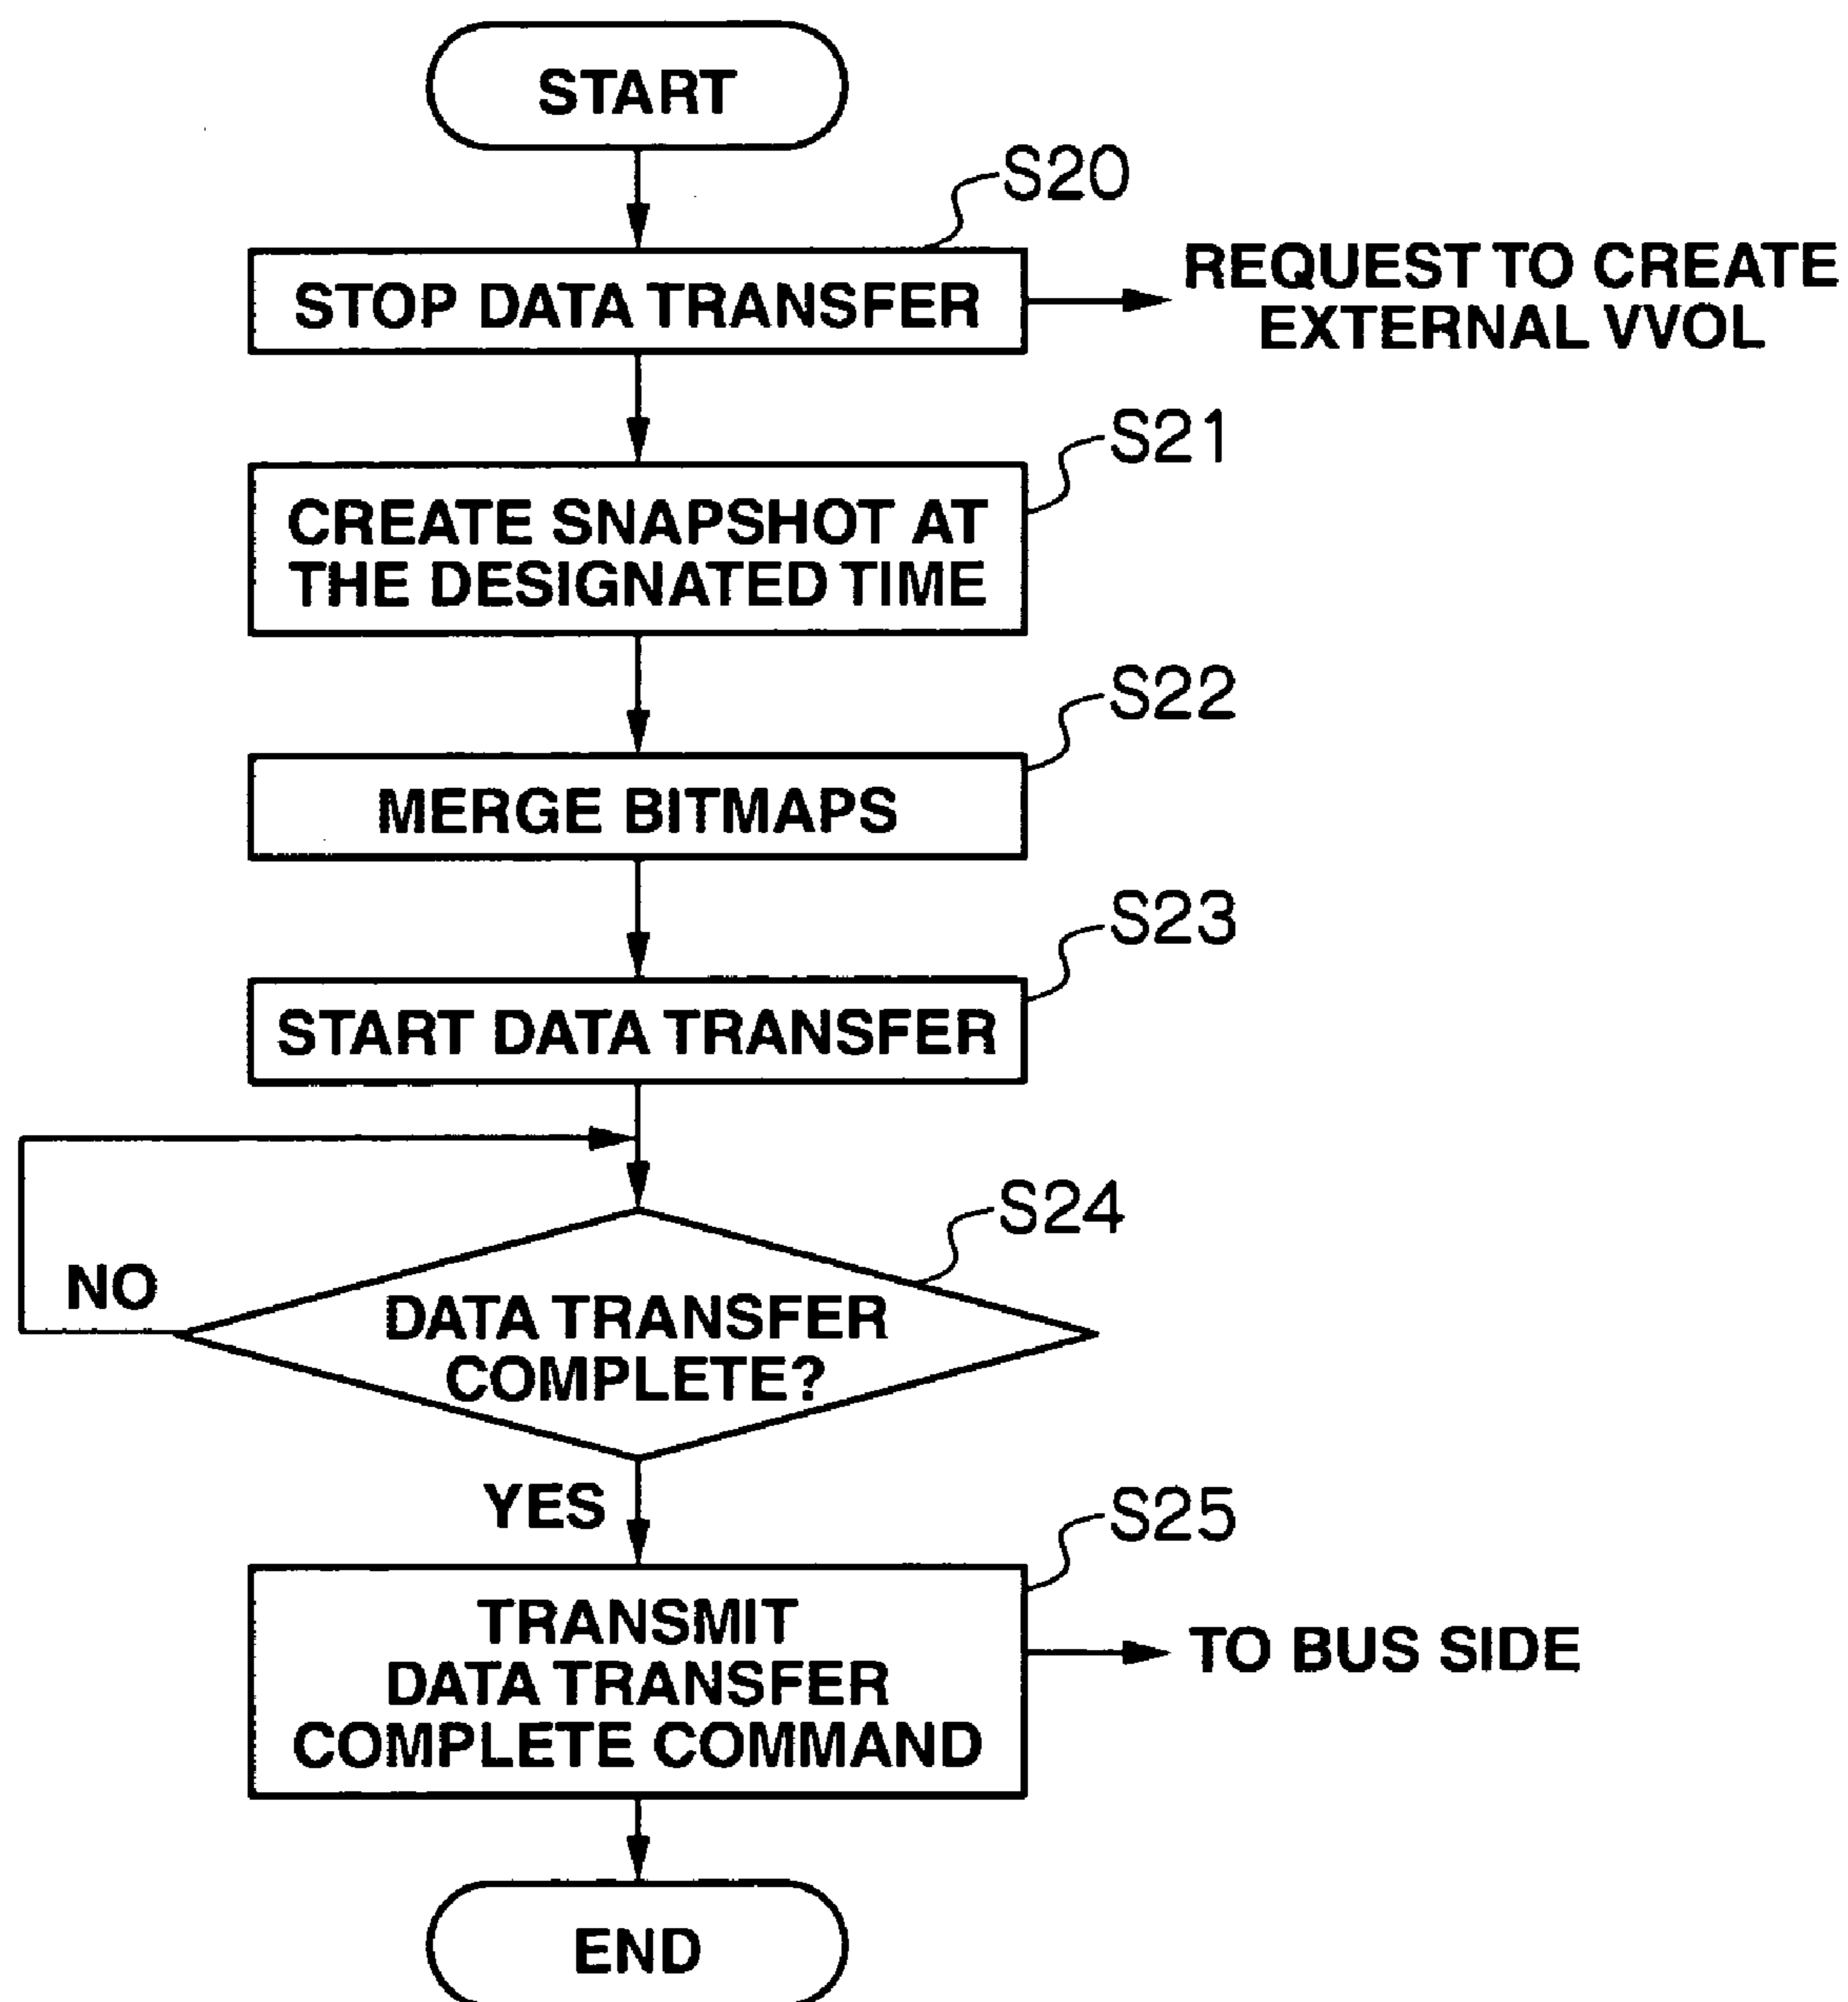 START
S20
STOP DATA TRANSFER
REQUEST TO CREATE
EXTERNAL VVOL
S21
CREATE SNAPSHOT AT
THE DESIGNATED TIME
S22
MERGE BITMAPS
S23
START DATA TRANSFER
S24
NO
DATA TRANSFER
COMPLETE?
YES
S25
TRANSMIT
DATA TRANSFER
COMPLETE COMMAND
TO BUS SIDE
END